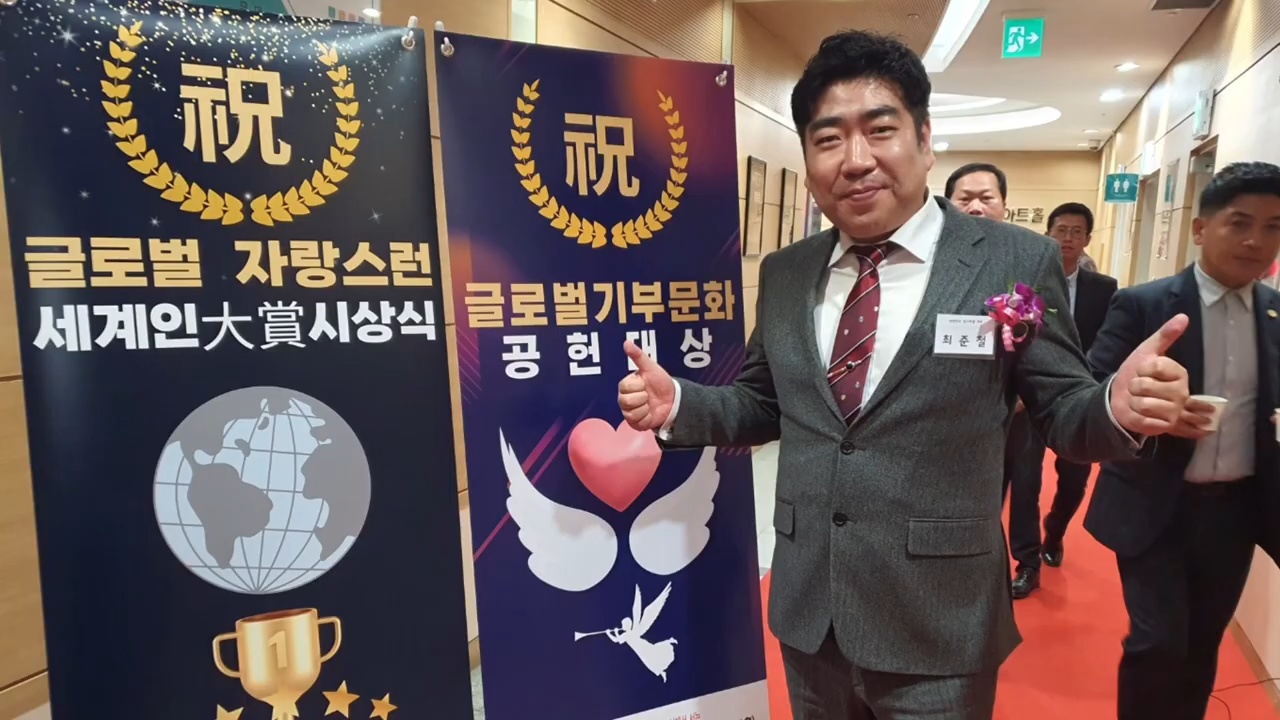 祝
글로벌 자랑스런
세계인大賞시상식
1
祝
글로벌기부문화
공헌대상
최준철
아트홀